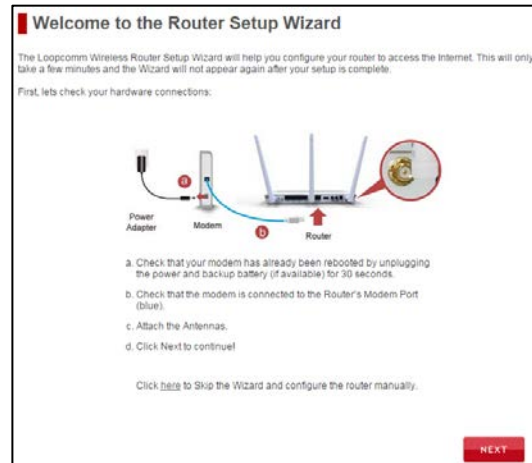 Welcome to the Router Setup Wizard
The Loopcomm Wireless Router Setup Wizard will help you configure your router to access the Internet. This will only
take a few minutes and the Wizard will not appear again after your setup is complete.
First, lets check your hardware connections:
a
Power
Adapter
Modem
b
Router
a. Check that your modem has already been rebooted by unplugging
the power and backup battery (if available) for 30 seconds.
b. Check that the modem is connected to the Router's Modem Port
(blue).
c. Attach the Antennas.
d. Click Next to continue!
Click here to Skip the Wizard and configure the router manually.
NEXT